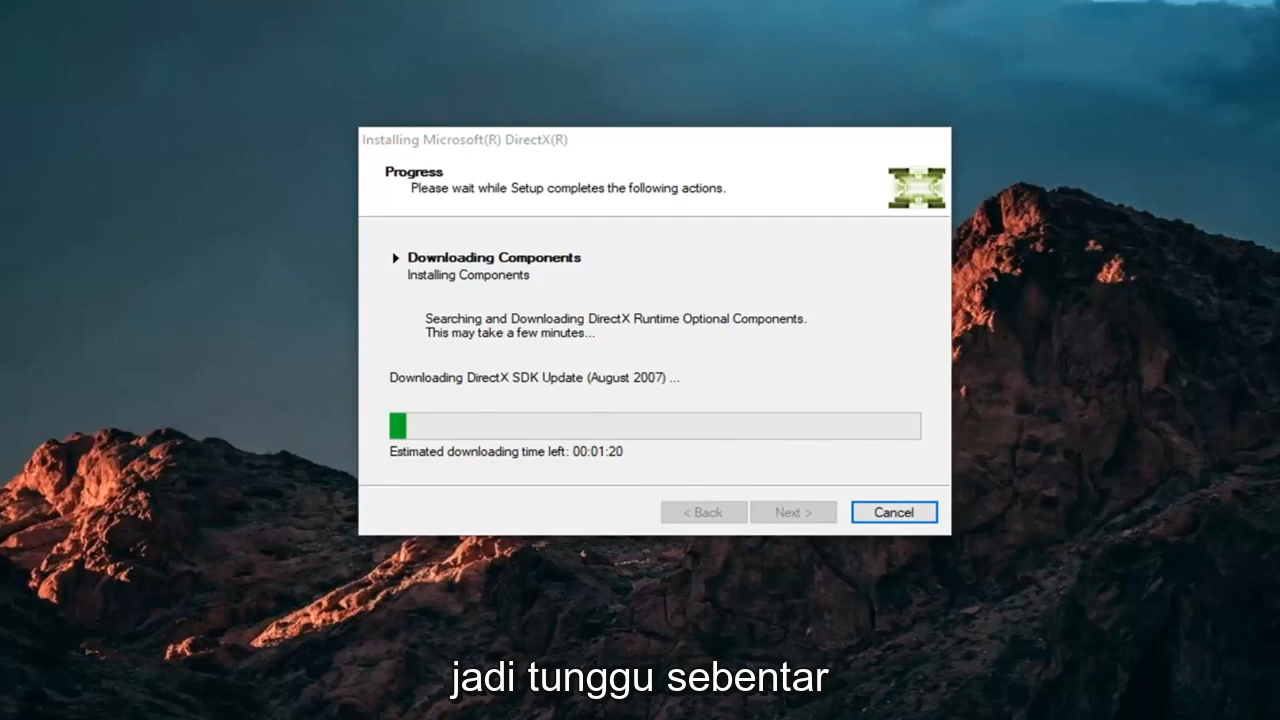 Installing Microsoft(R) DirectX(R)
Progress
Please wait while Setup completes the following actions.
Downloading Components
Installing Components
Searching and Downloading DirectX Runtime Optional Components.
This may take a few minutes...
Downloading DirectX SDK Update (August 2007) ...
Estimated downloading time left: 00:01:20
< Back Next > Cancel
jadi tunggu sebentar